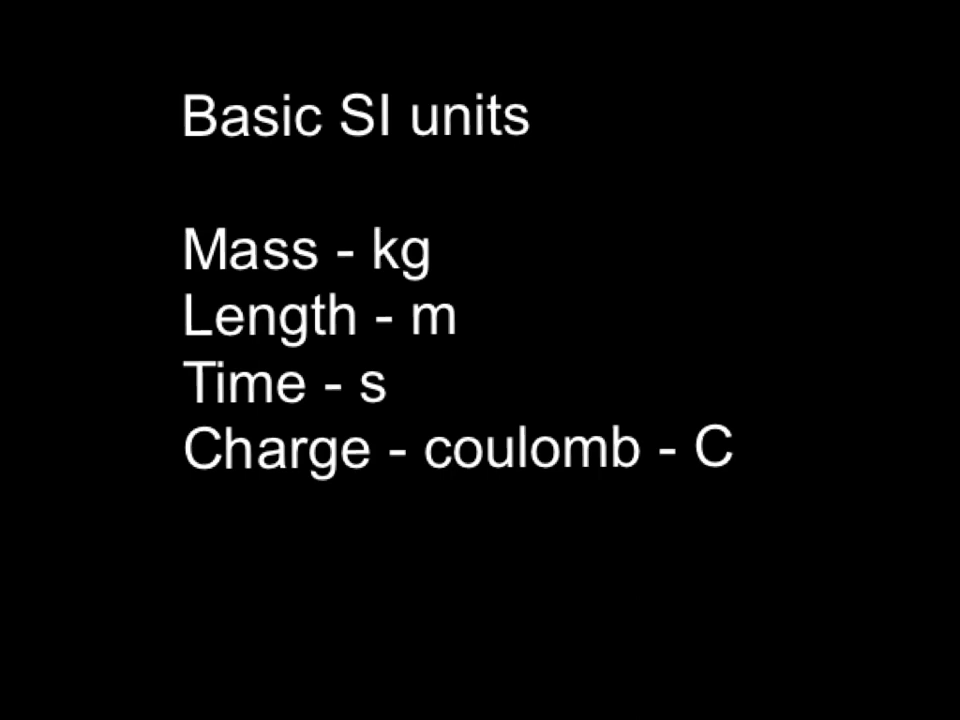 Basic SI units
Mass - kg
Length - m
Time - s
Charge - coulomb - C